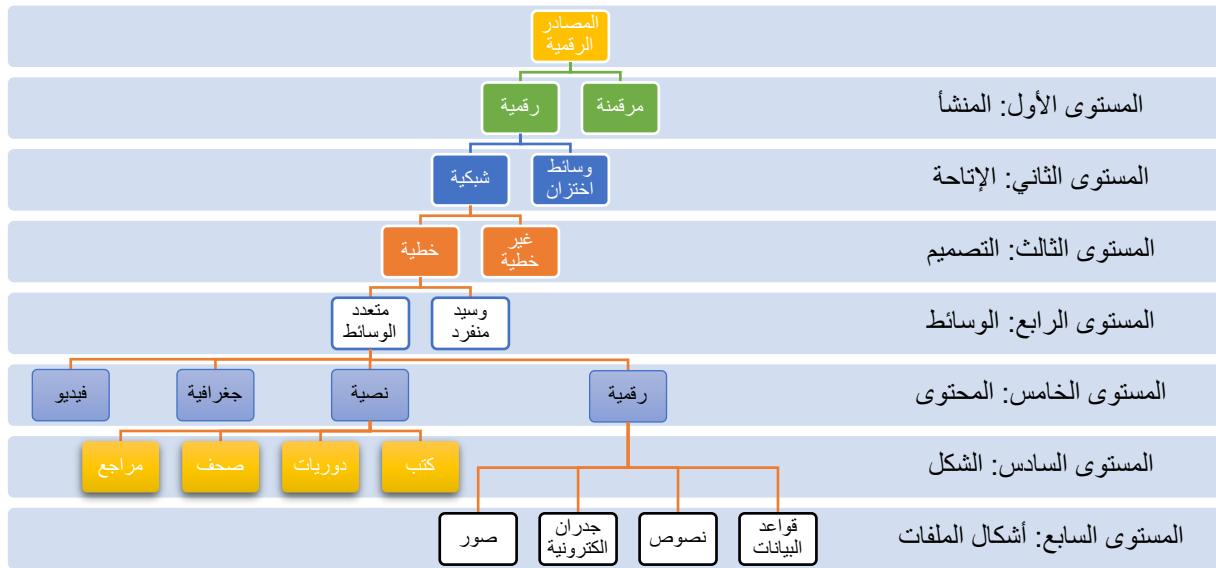 المصادر
الرقمية
المستوى الأول: المنشأ
مرقمنة
رقمية
المستوى الثاني: الإتاحة
وسائط
اختزان
شبكية
المستوى الثالث: التصميم
غير
خطية
خطية
المستوى الرابع: الوسائط
وسيد
منفرد
متعدد
الوسائط
المستوى الخامس: المحتوى
رقمية
نصية
جغرافية
فيديو
المستوى السادس: الشكل
كتب
دوريات
صحف
مراجع
المستوى السابع: أشكال الملفات
قواعد
البيانات
نصوص
جدران
الكترونية
صور